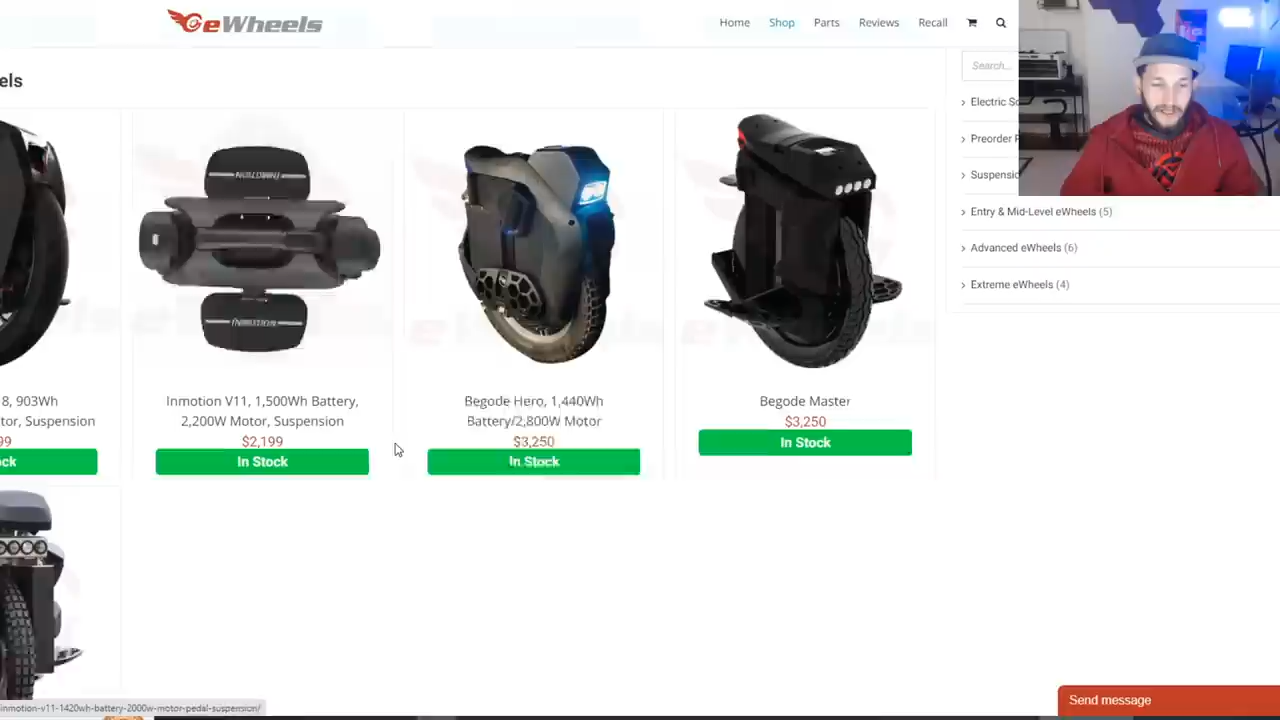 eWheels
Home
Shop
Parts
Reviews
Recall
els
Search...
Electric Sc
Preorder
Suspensio
Entry & Mid-Level eWheels (5)
Advanced eWheels (6)
Extreme eWheels (4)
INMOTION
INMOTION
8, 903Wh
tor, Suspension
99
ck
Inmotion V11, 1,500Wh Battery,
2,200W Motor, Suspension
$2,199
In Stock
Begode Hero, 1,440Wh
Battery/2,800W Motor
$3,250
In Stock
Begode Master
$3,250
In Stock
Send message
inmotion-v11-1420wh-battery-2000w-motor-pedal-suspension/